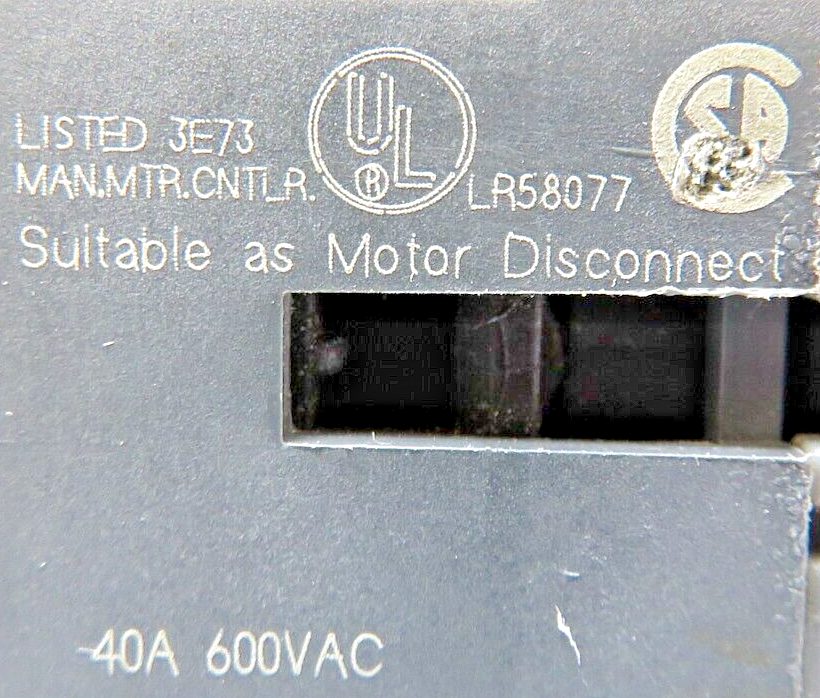 LISTED 3E73
UL
®
MAN.MTR.CNTLR.
LR58077
Suitable as Motor Disconnect
40A 600VAC